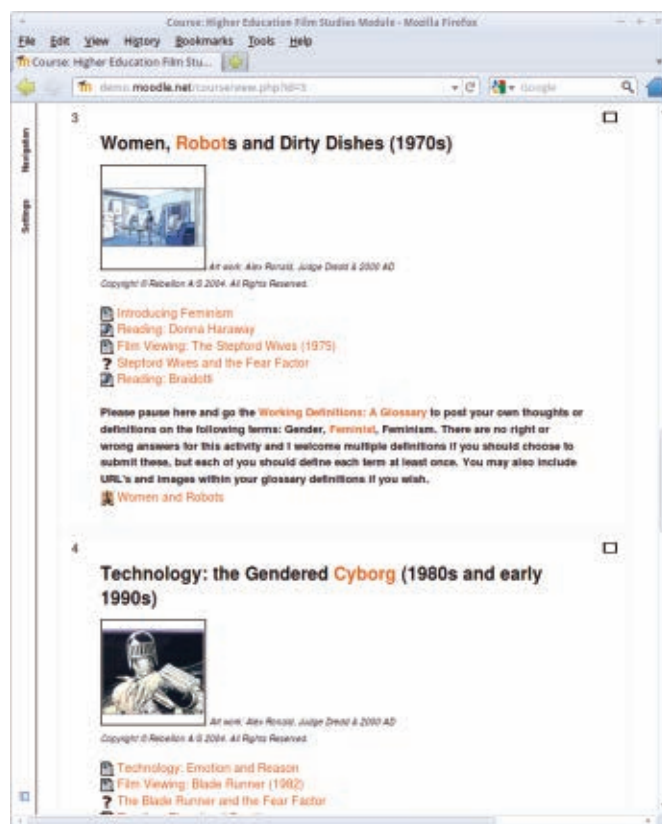 Course: Higher Education Film Studies Module - Mozilla Firefox
File Edit View History Bookmarks Tools Help
Course: Higher Education Film Stu...
demo.moodle.net/course/view.php?id=3
Google
Navigation
Settings
3
Women, Robots and Dirty Dishes (1970s)
Art work: Alex Ronald, Judge Dredd & 2000 AD
Copyright © Rebellion A/S 2004. All Rights Reserved.
Introducing Feminism
Reading: Donna Haraway
Film Viewing: The Stepford Wives (1975)
Stepford Wives and the Fear Factor
Reading: Braidotti
Please pause here and go the Working Definitions: A Glossary to post your own thoughts or
definitions on the following terms: Gender, Feminist, Feminism. There are no right or
wrong answers for this activity and I welcome multiple definitions if you should choose to
submit these, but each of you should define each term at least once. You may also include
URL's and images within your glossary definitions if you wish.
Women and Robots
4
Technology: the Gendered Cyborg (1980s and early
1990s)
Art work: Alex Ronald, Judge Dredd & 2000 AD
Copyright © Rebellion A/S 2004. All Rights Reserved.
Technology: Emotion and Reason
Film Viewing: Blade Runner (1982)
The Blade Runner and the Fear Factor